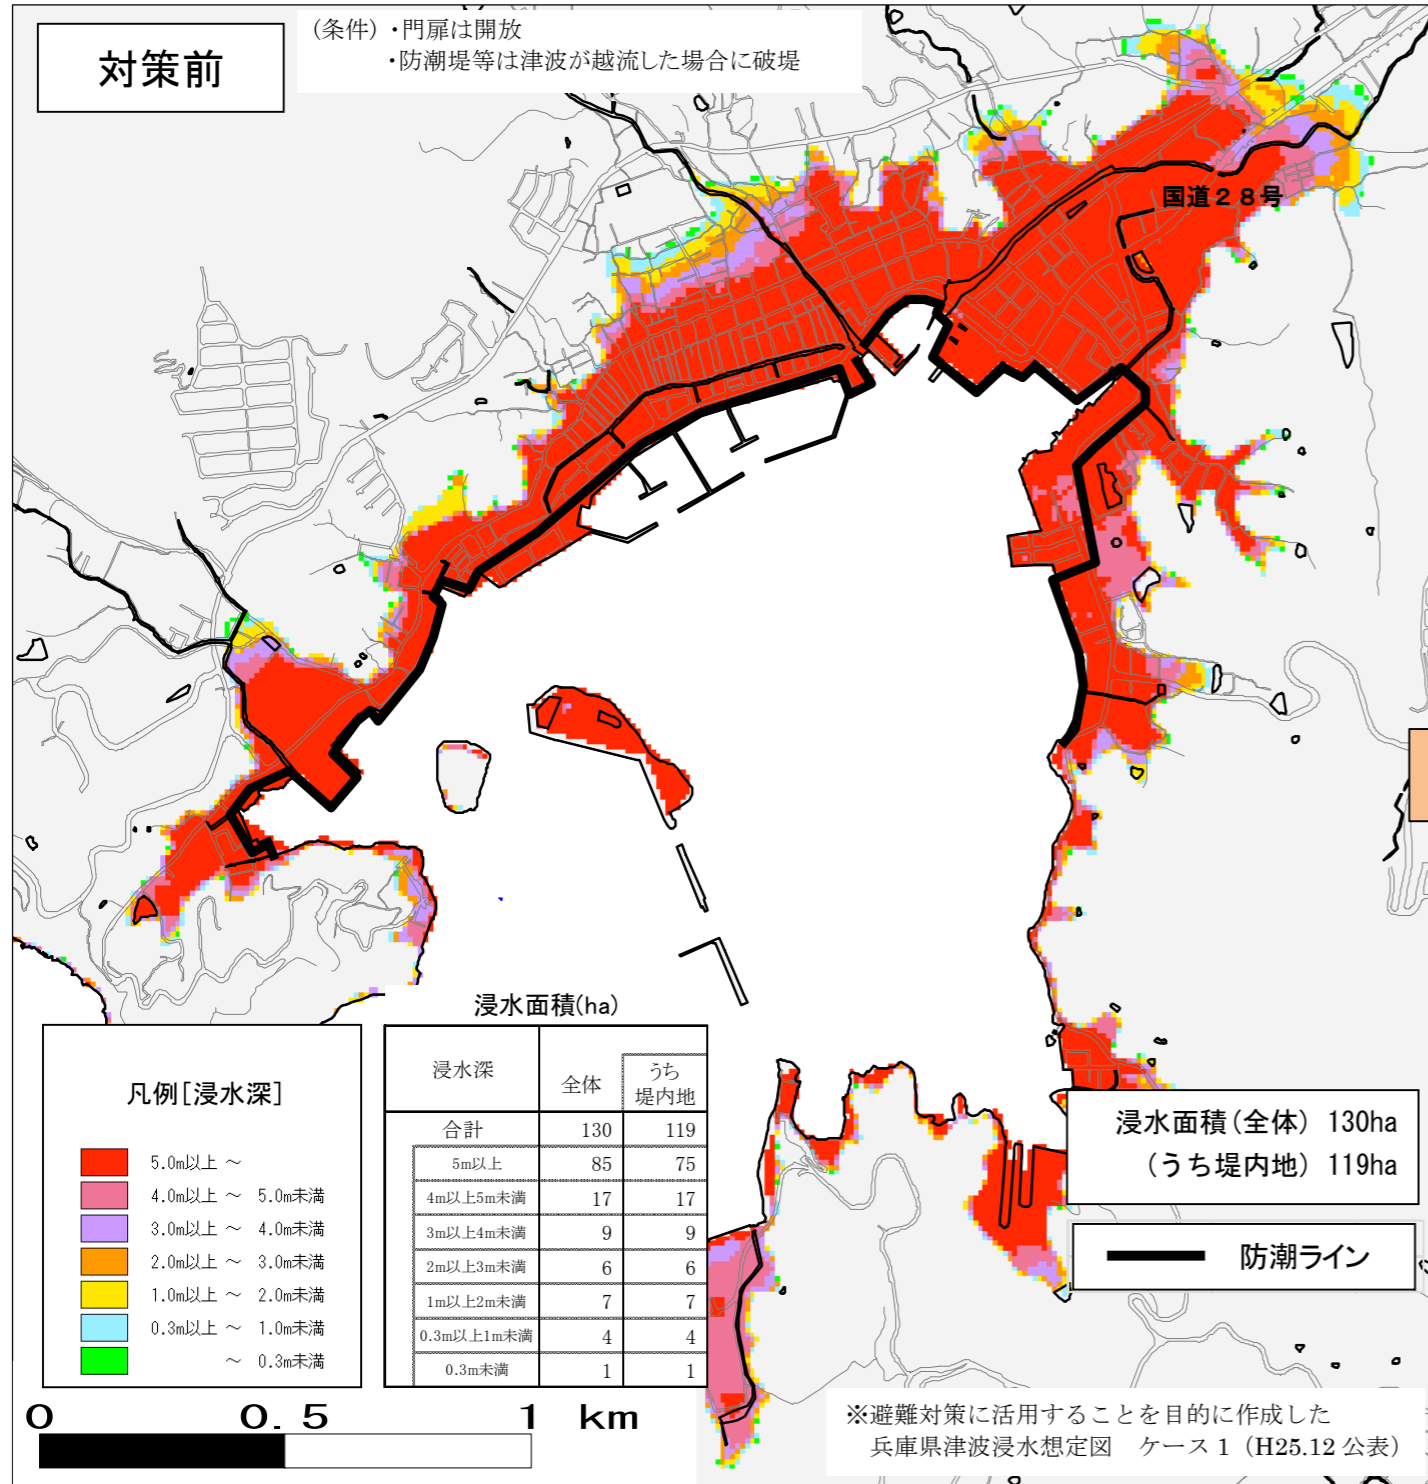 対策前
(条件) ・門扉は開放
・防潮堤等は津波が越流した場合に破堤
国道28号
浸水面積(ha)
浸水深 全体 うち堤内地
合計 130 119
5m以上 85 75
4m以上5m未満 17 17
3m以上4m未満 9 9
2m以上3m未満 6 6
1m以上2m未満 7 7
0.3m以上1m未満 4 4
0.3m未満 1 1
凡例[浸水深]
5.0m以上 ～
4.0m以上 ～ 5.0m未満
3.0m以上 ～ 4.0m未満
2.0m以上 ～ 3.0m未満
1.0m以上 ～ 2.0m未満
0.3m以上 ～ 1.0m未満
～ 0.3m未満
浸水面積(全体) 130ha
(うち堤内地) 119ha
防潮ライン
0 0.5 1 km
※避難対策に活用することを目的に作成した
兵庫県津波浸水想定図 ケース1 (H25.12公表)